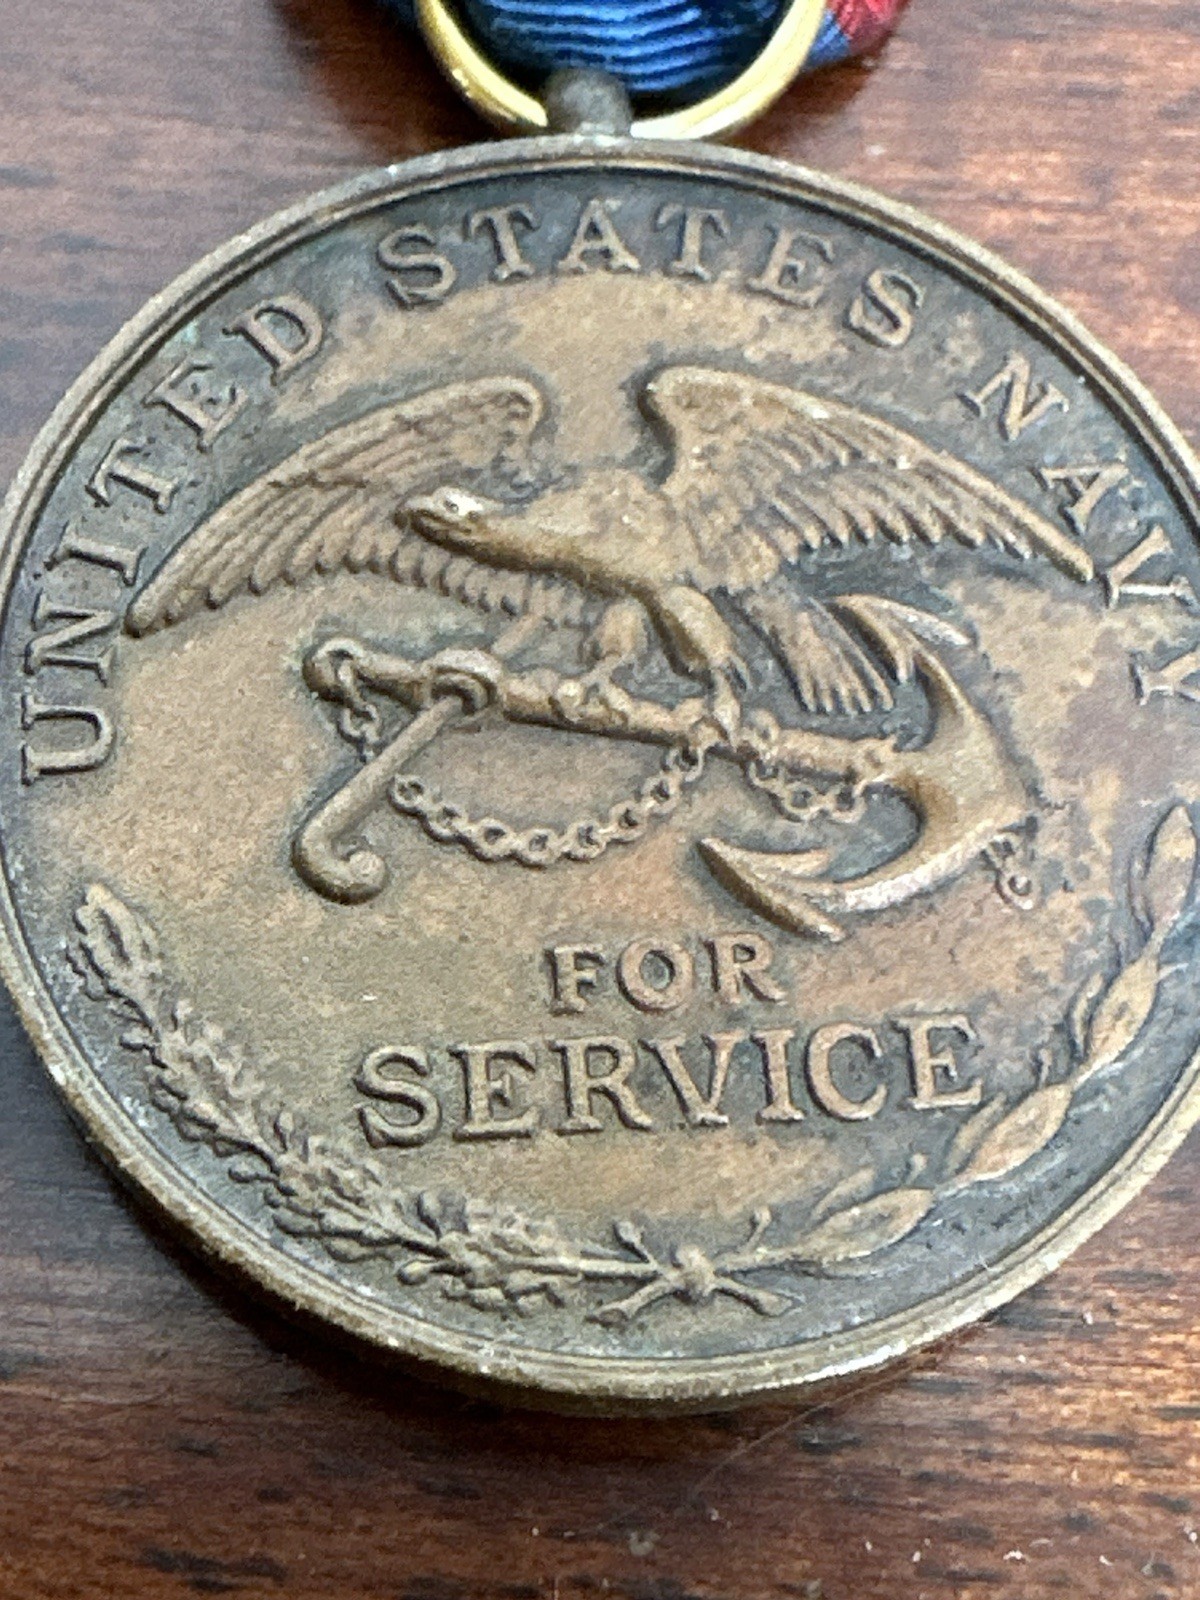 UNITED STATES NAVY
FOR
SERVICE